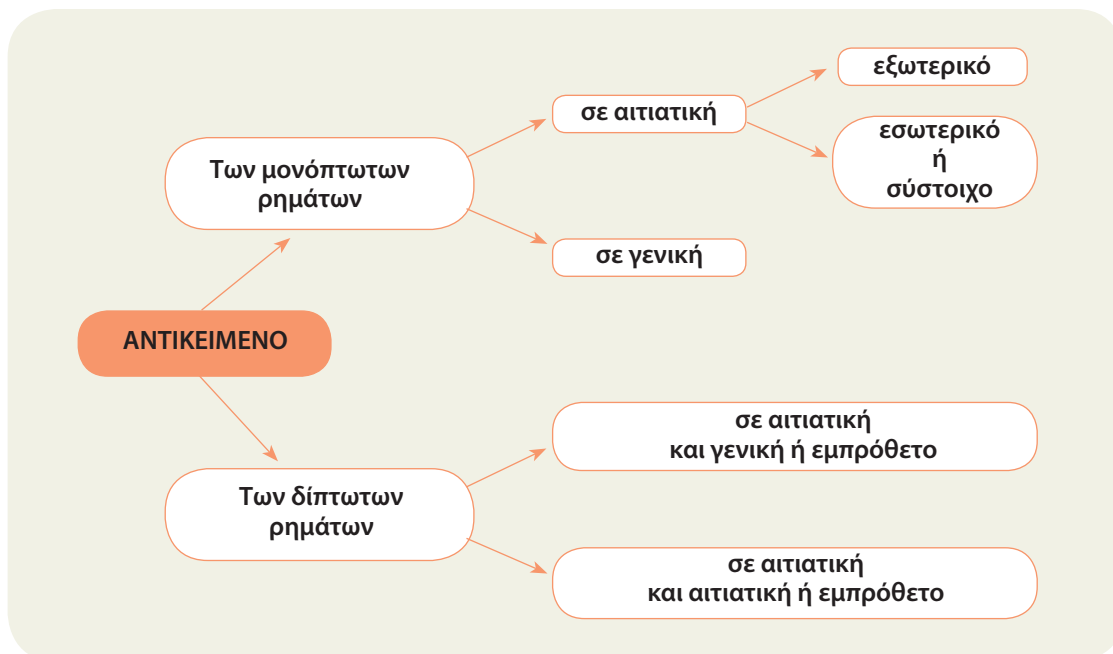 εξωτερικό
σε αιτιατική
εσωτερικό
ή
σύστοιχο
Των μονόπτωτων
ρημάτων
σε γενική
ΑΝΤΙΚΕΙΜΕΝΟ
σε αιτιατική
και γενική ή εμπρόθετο
Των δίπτωτων
ρημάτων
σε αιτιατική
και αιτιατική ή εμπρόθετο